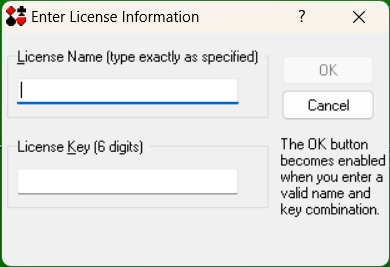 Enter License Information
?
License Name (type exactly as specified)
OK
Cancel
License Key (6 digits)
The OK button
becomes enabled
when you enter a
valid name and
key combination.